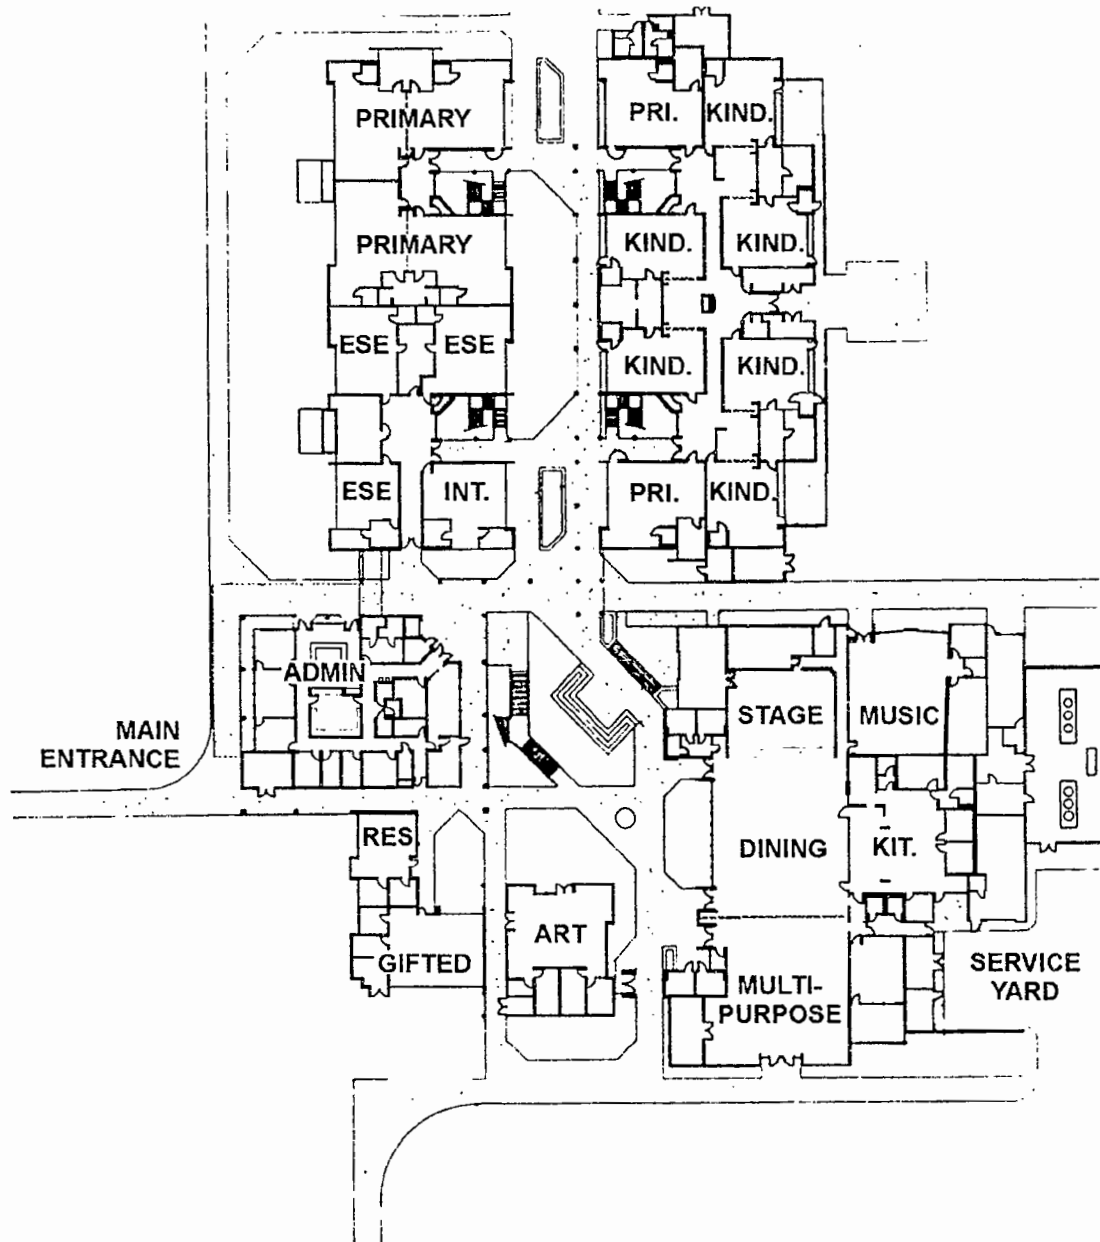 PRIMARY
PRI.
KIND.
PRIMARY
KIND.
KIND.
ESE
ESE
KIND.
KIND.
ESE
INT.
PRI.
KIND.
ADMIN
MAIN
ENTRANCE
STAGE
MUSIC
RES
DINING
KIT.
ART
GIFTED
MULTI-
PURPOSE
SERVICE
YARD